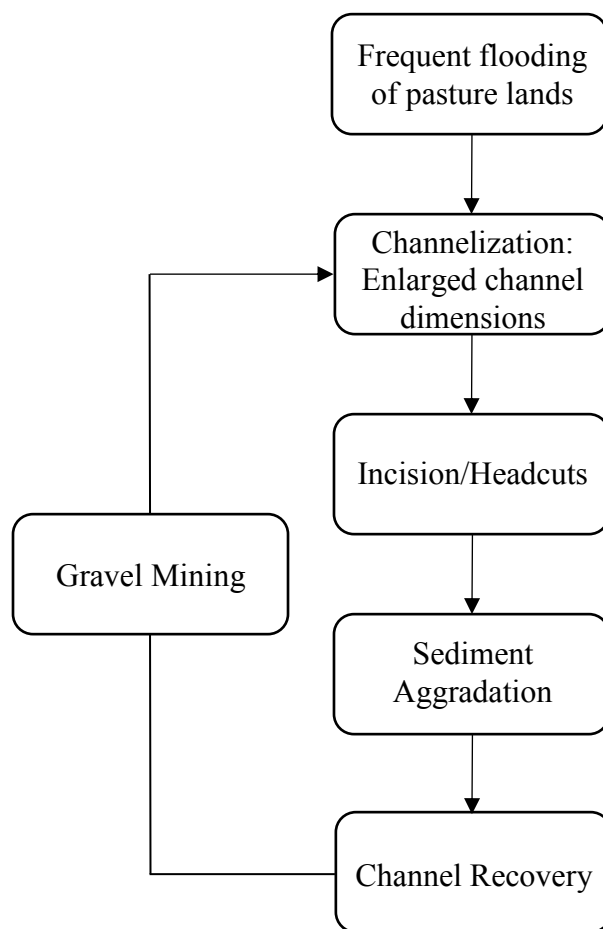 Frequent flooding
of pasture lands
Channelization:
Enlarged channel
dimensions
Incision/Headcuts
Gravel Mining
Sediment
Aggradation
Channel Recovery